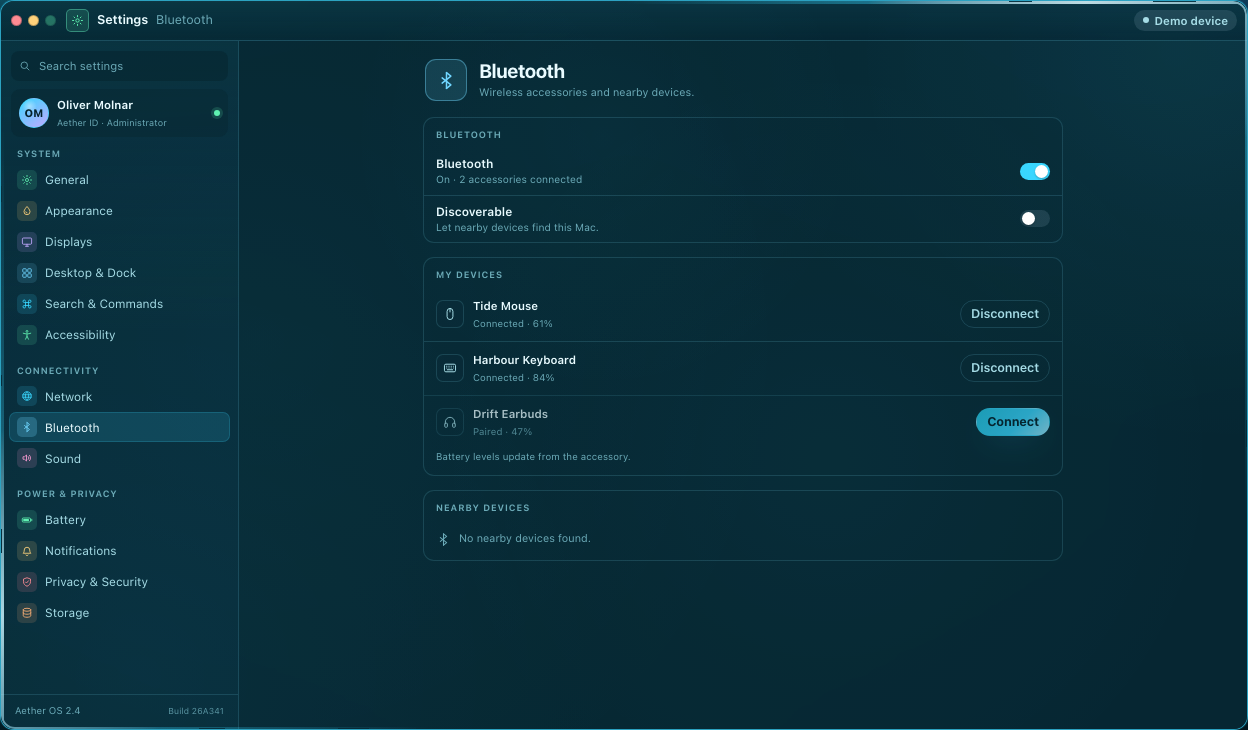 Settings Bluetooth
Demo device
Search settings
OM
Oliver Molnar
Aether ID · Administrator
SYSTEM
General
Appearance
Displays
Desktop & Dock
Search & Commands
Accessibility
CONNECTIVITY
Network
Bluetooth
Sound
POWER & PRIVACY
Battery
Notifications
Privacy & Security
Storage
Aether OS 2.4
Build 26A341
Bluetooth
Wireless accessories and nearby devices.
BLUETOOTH
Bluetooth
On · 2 accessories connected
Discoverable
Let nearby devices find this Mac.
MY DEVICES
Tide Mouse
Connected · 61%
Disconnect
Harbour Keyboard
Connected · 84%
Disconnect
Drift Earbuds
Paired · 47%
Connect
Battery levels update from the accessory.
NEARBY DEVICES
No nearby devices found.